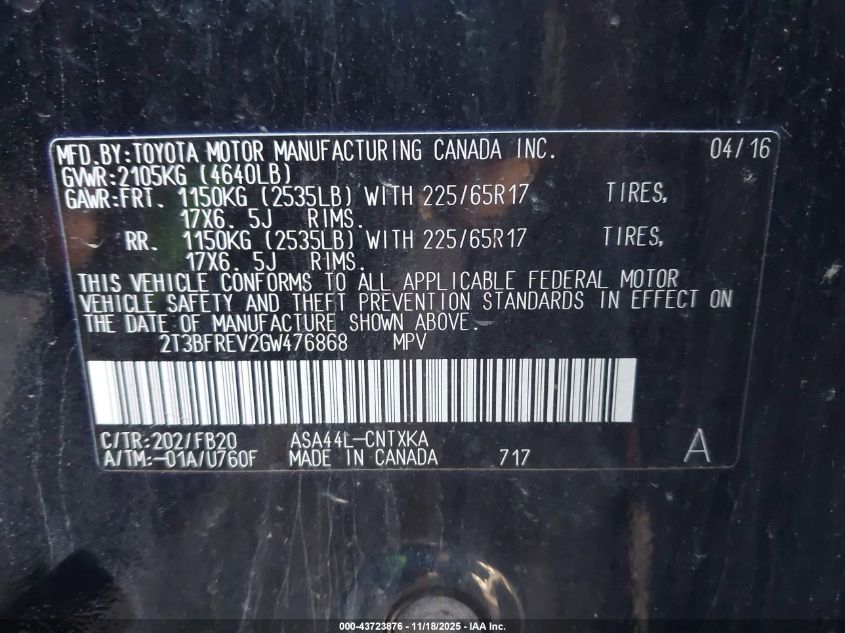 MFD.BY:TOYOTA MOTOR MANUFACTURING CANADA INC. 04/16
GVWR:2105KG (4640LB)
GAWR:FRT. 1150KG (2535LB) WITH 225/65R17 TIRES,
17X6. 5J RIMS.
RR. 1150KG (2535LB) WITH 225/65R17 TIRES,
17X6. 5J RIMS.
THIS VEHICLE CONFORMS TO ALL APPLICABLE FEDERAL MOTOR
VEHICLE SAFETY AND THEFT PREVENTION STANDARDS IN EFFECT ON
THE DATE OF MANUFACTURE SHOWN ABOVE.
2T3BFREV2GW476868 MPV
C/TR:202/FB20 ASA44L-CNTXKA
A/TM:-01A/U760F MADE IN CANADA 717 A
000-43723876 - 11/18/2025 - IAA Inc.